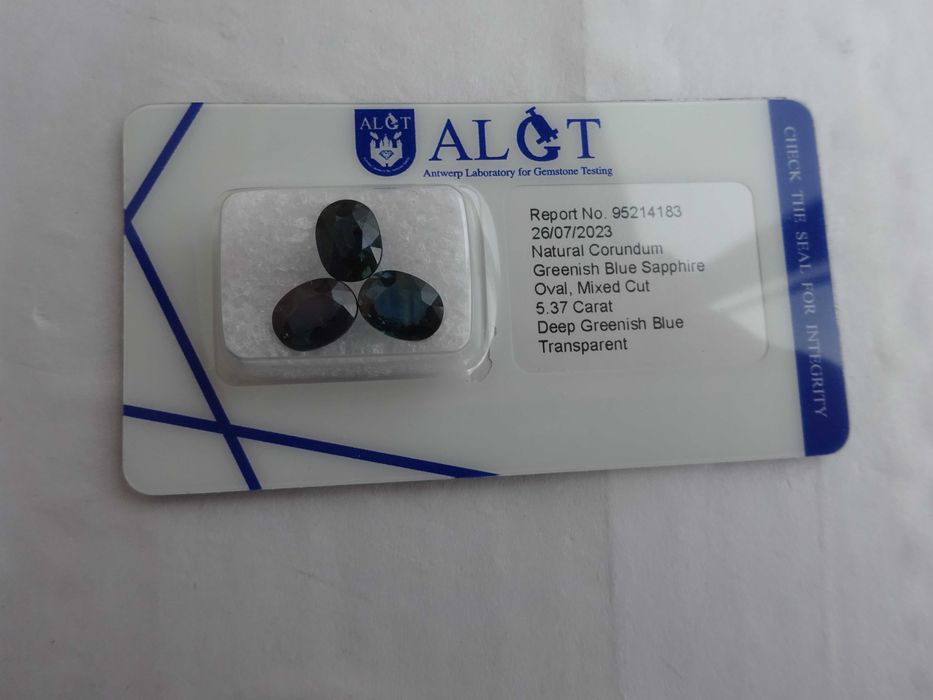 ALGT
ALGT
Antwerp Laboratory for Gemstone Testing
Report No. 95214183
26/07/2023
Natural Corundum
Greenish Blue Sapphire
Oval, Mixed Cut
5.37 Carat
Deep Greenish Blue
Transparent
CHECK THE SEAL FOR INTEGRITY